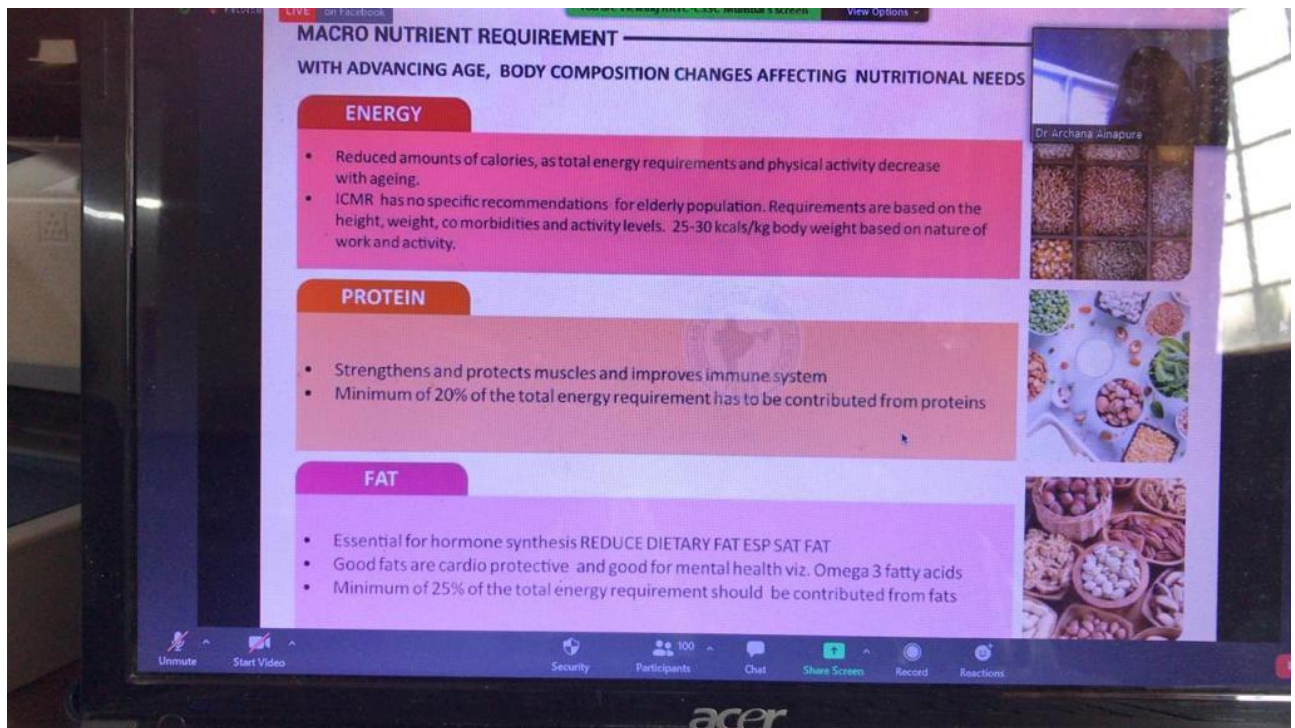 LIVE on Facebook
screen View Options
MACRO NUTRIENT REQUIREMENT
WITH ADVANCING AGE, BODY COMPOSITION CHANGES AFFECTING NUTRITIONAL NEEDS
Dr Archana Ainapure
ENERGY
• Reduced amounts of calories, as total energy requirements and physical activity decrease
with ageing.
• ICMR has no specific recommendations for elderly population. Requirements are based on the
height, weight, co morbidities and activity levels. 25-30 kcals/kg body weight based on nature of
work and activity.
PROTEIN
• Strengthens and protects muscles and improves immune system
• Minimum of 20% of the total energy requirement has to be contributed from proteins
FAT
• Essential for hormone synthesis REDUCE DIETARY FAT ESP SAT FAT
• Good fats are cardio protective and good for mental health viz. Omega 3 fatty acids
• Minimum of 25% of the total energy requirement should be contributed from fats
Unmute Start Video Security Participants 100 Chat Share Screen Record Reactions
acer